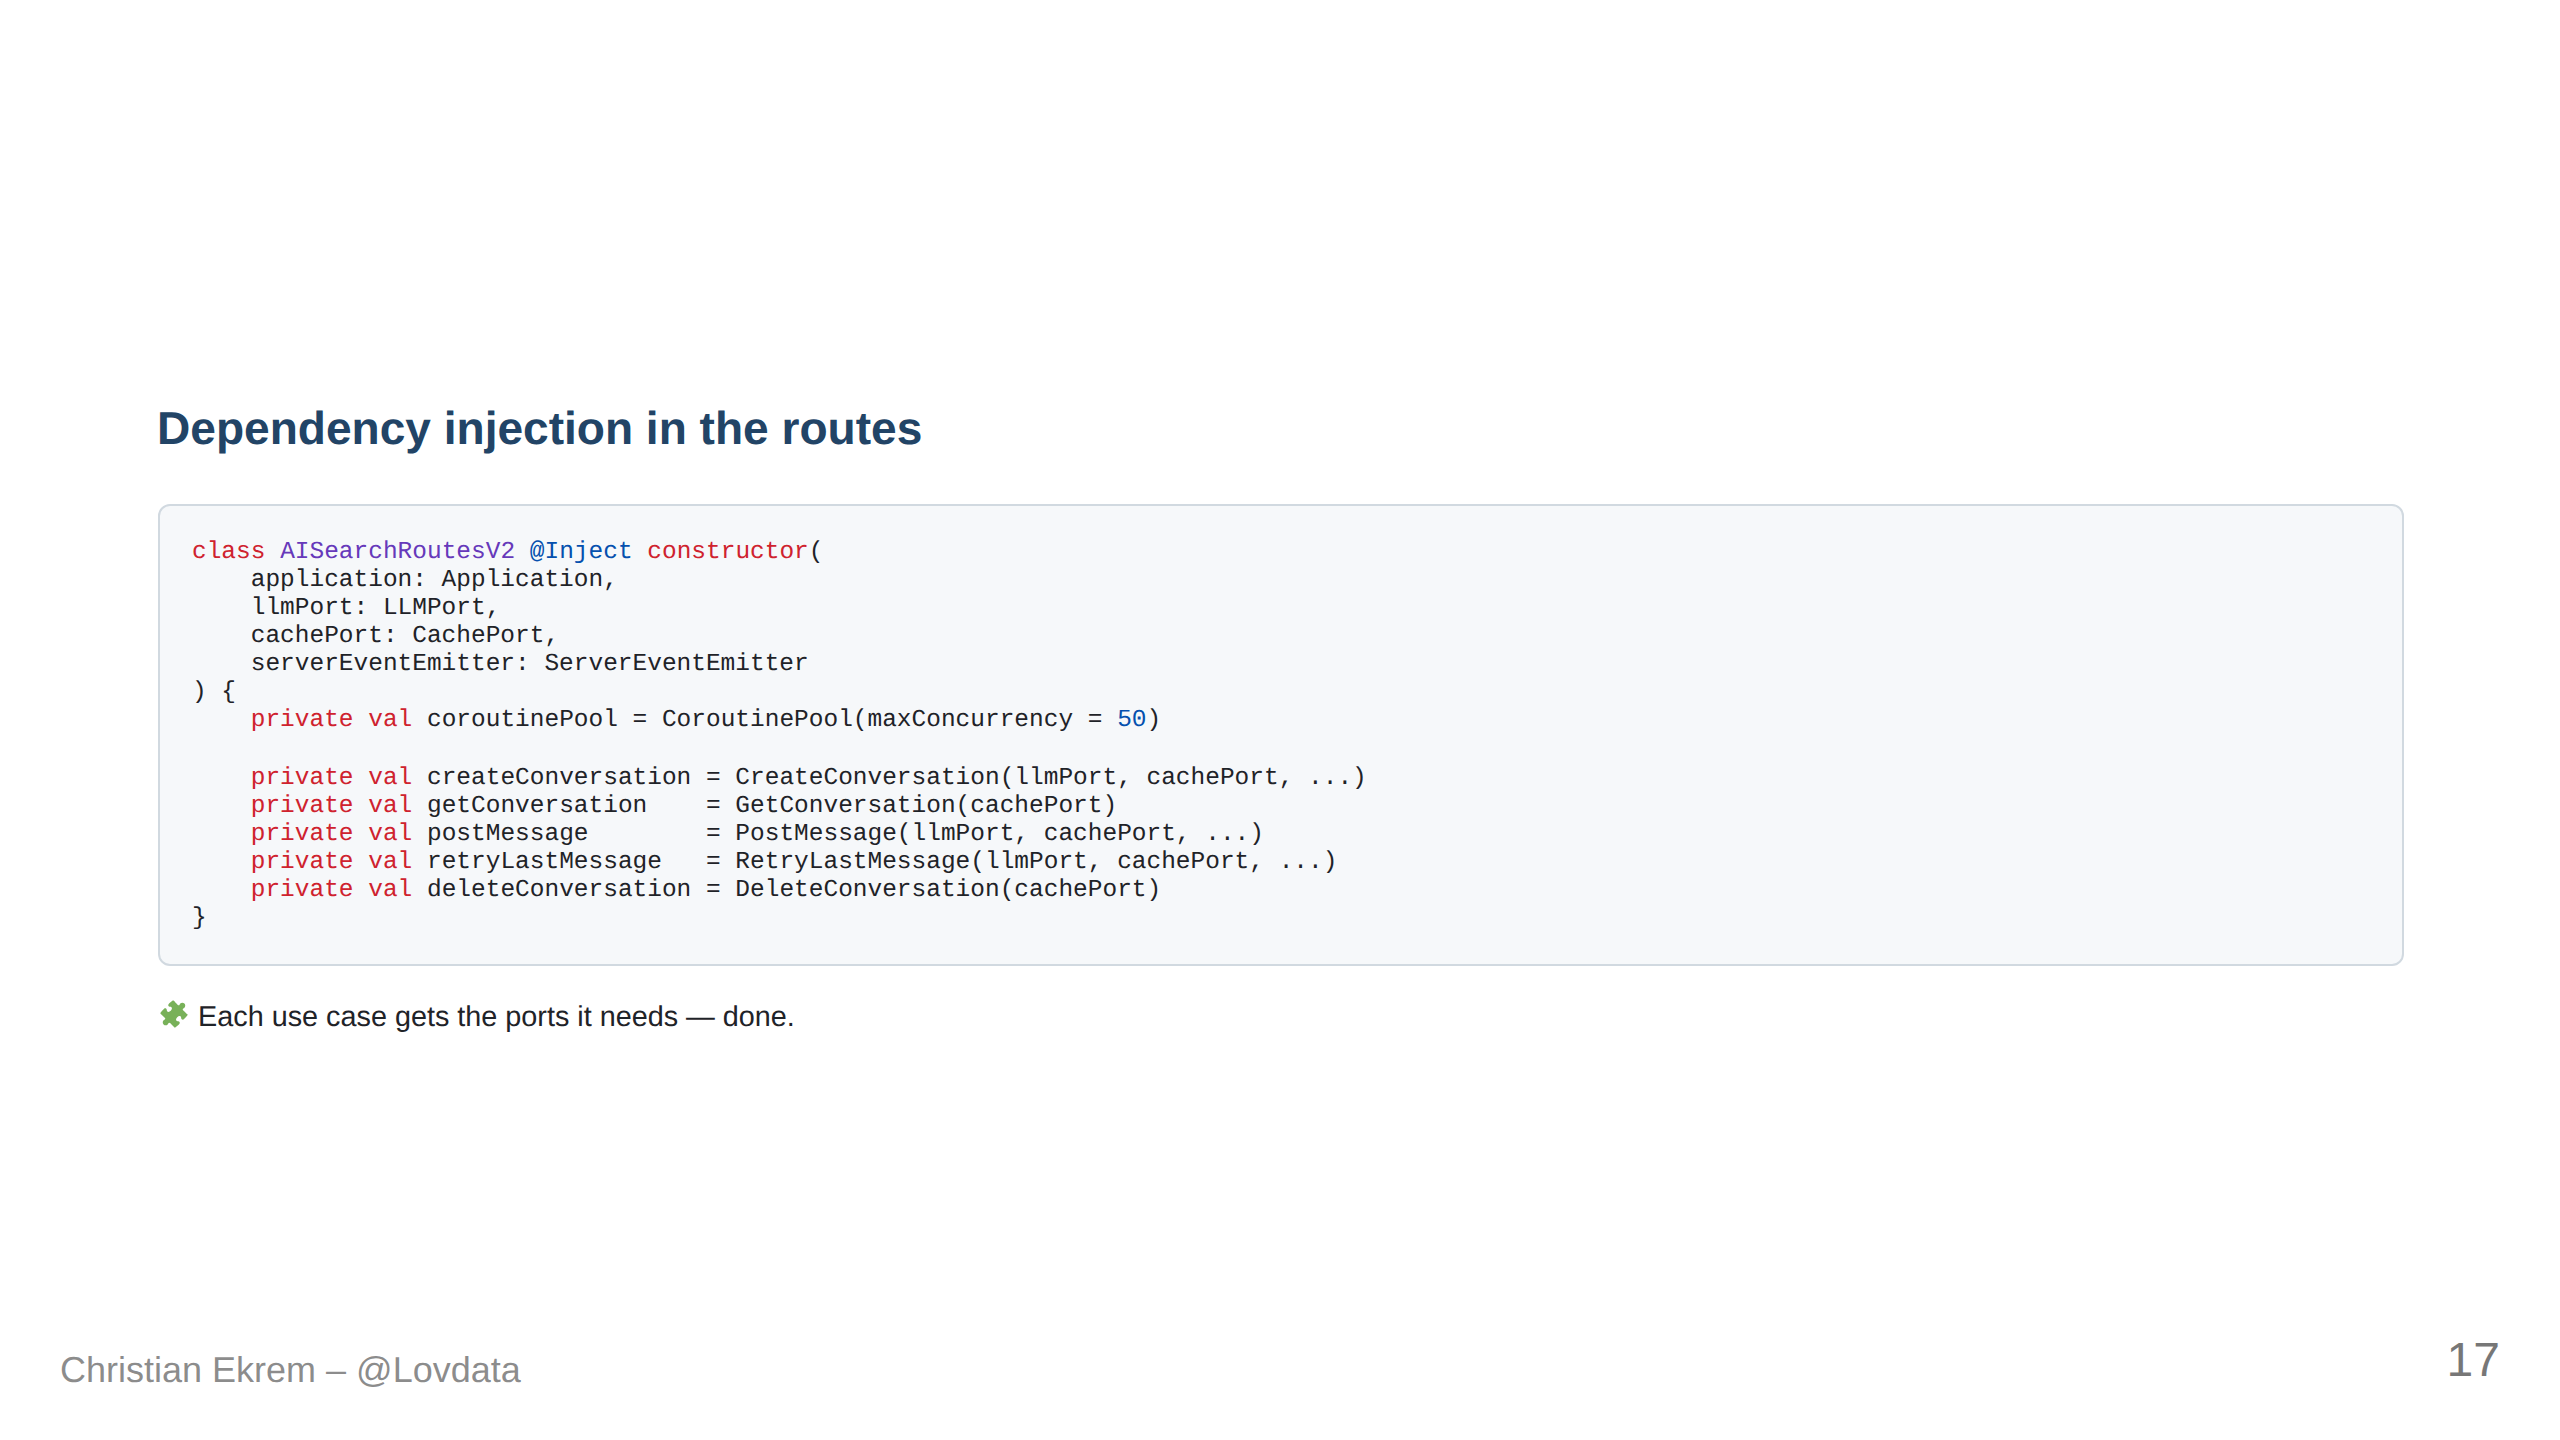 Dependency injection in the routes
class AISearchRoutesV2 @Inject constructor(
    application: Application,
    llmPort: LLMPort,
    cachePort: CachePort,
    serverEventEmitter: ServerEventEmitter
) {
    private val coroutinePool = CoroutinePool(maxConcurrency = 50)

    private val createConversation = CreateConversation(llmPort, cachePort, ...)
    private val getConversation    = GetConversation(cachePort)
    private val postMessage        = PostMessage(llmPort, cachePort, ...)
    private val retryLastMessage   = RetryLastMessage(llmPort, cachePort, ...)
    private val deleteConversation = DeleteConversation(cachePort)
}
🧩 Each use case gets the ports it needs — done.
Christian Ekrem – @Lovdata
17